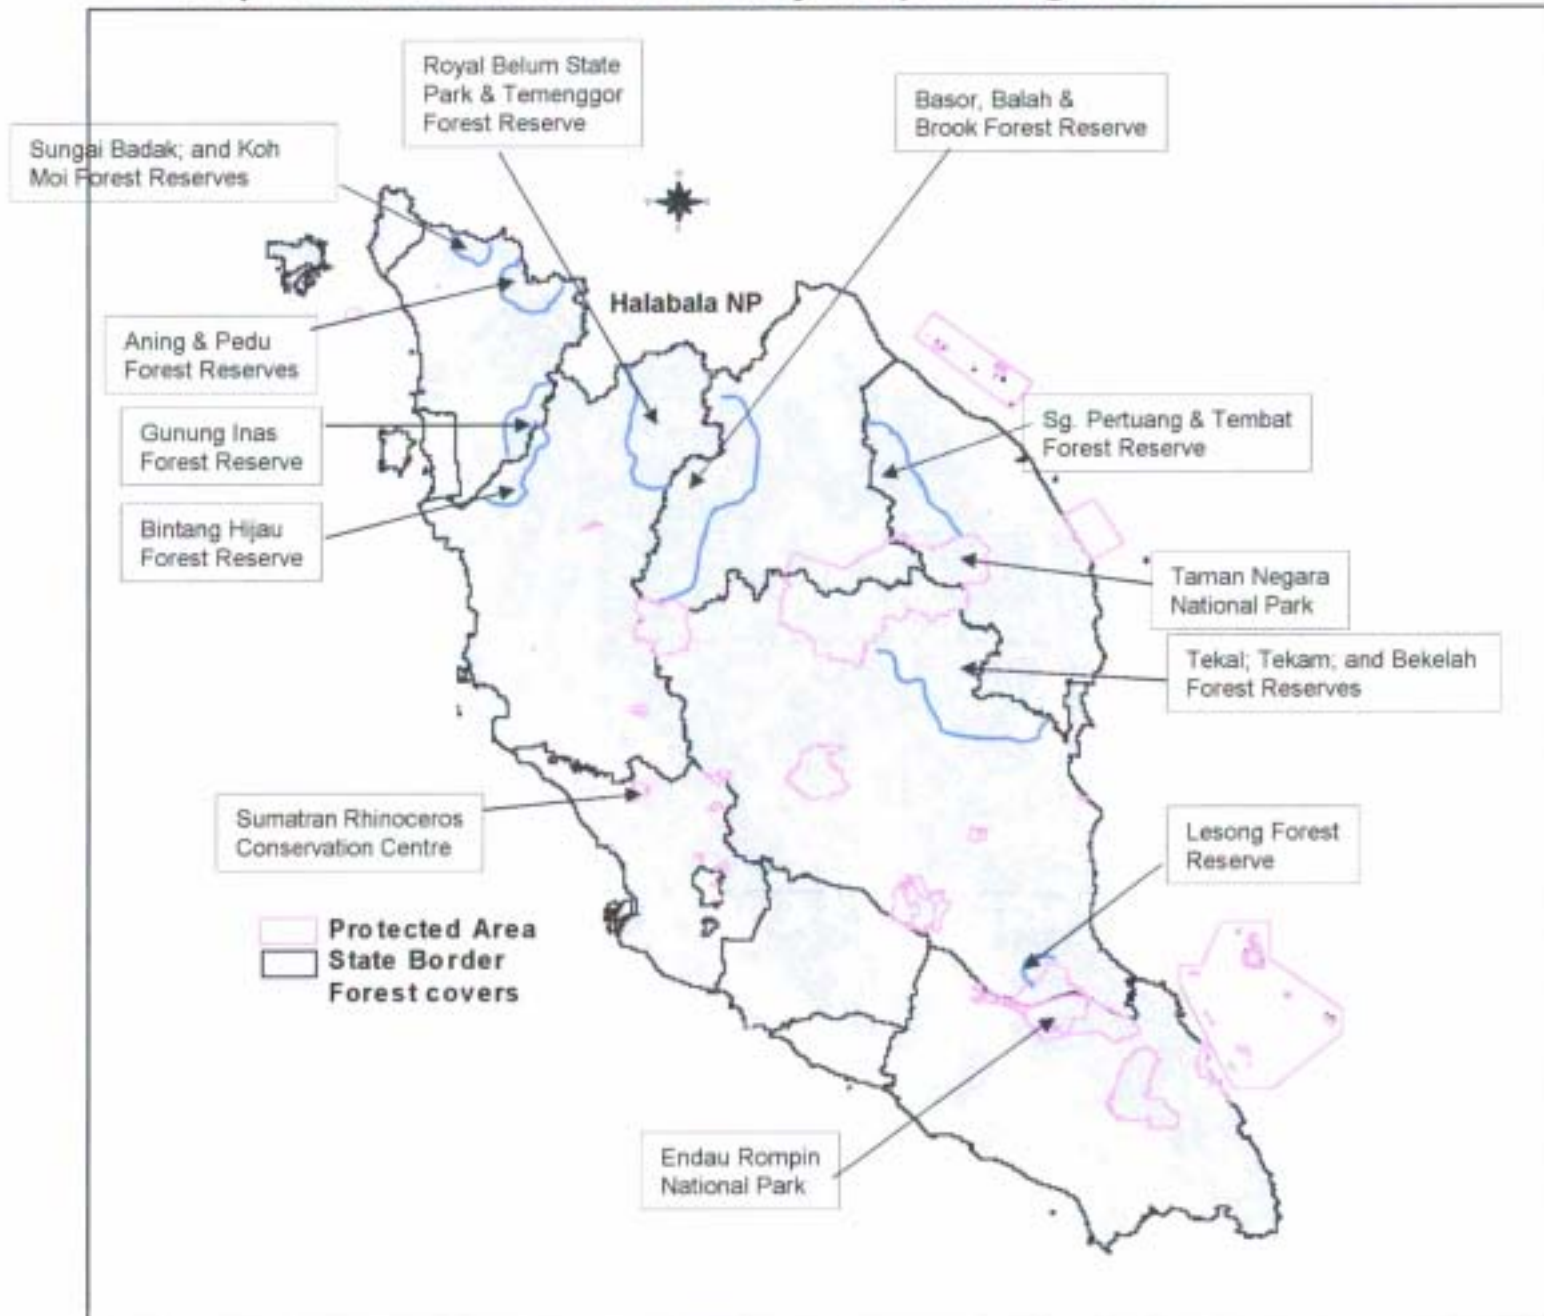 Royal Belum State
Park & Temenggor
Forest Reserve
Basor, Balah &
Brook Forest Reserve
Sungai Badak; and Koh
Moi Forest Reserves
Halabala NP
Aning & Pedu
Forest Reserves
Gunung Inas
Forest Reserve
Sg. Pertuang & Tembat
Forest Reserve
Bintang Hijau
Forest Reserve
Taman Negara
National Park
Tekal; Tekam; and Bekelah
Forest Reserves
Sumatran Rhinoceros
Conservation Centre
Lesong Forest
Reserve
Protected Area
State Border
Forest covers
Endau Rompin
National Park